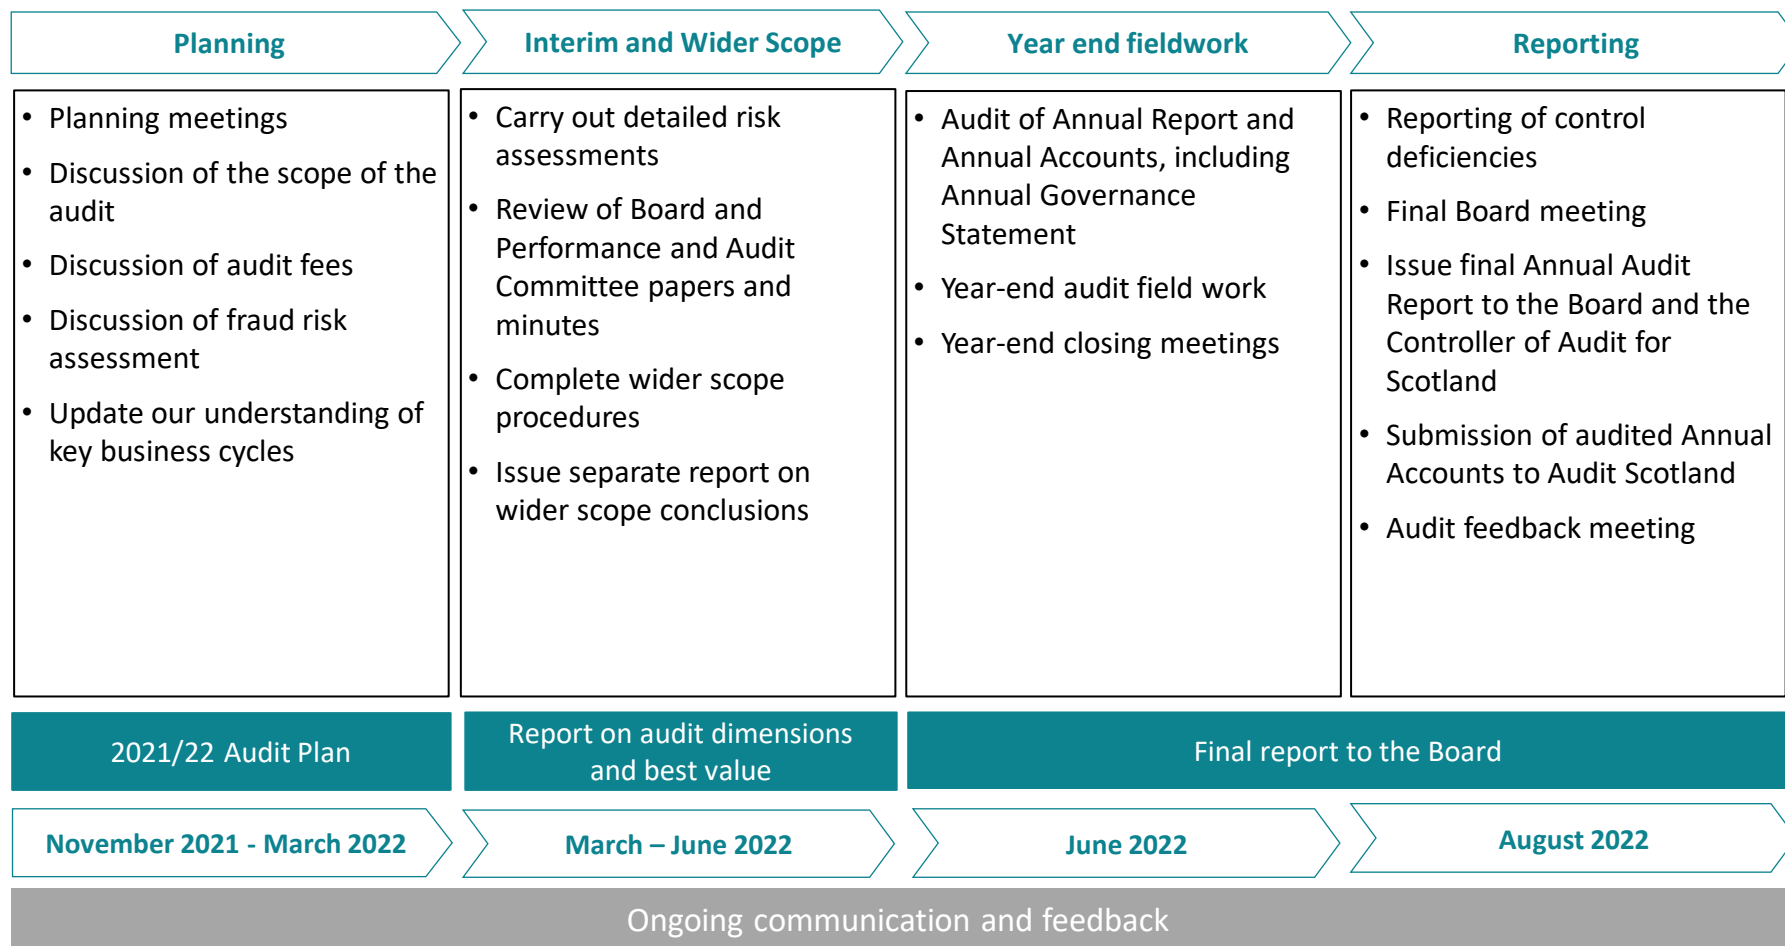 Planning
Interim and Wider Scope
Year end fieldwork
Reporting
• Planning meetings
• Discussion of the scope of the
audit
• Discussion of audit fees
• Discussion of fraud risk
assessment
• Update our understanding of
key business cycles
• Carry out detailed risk
assessments
• Review of Board and
Performance and Audit
Committee papers and
minutes
• Complete wider scope
procedures
• Issue separate report on
wider scope conclusions
• Audit of Annual Report and
Annual Accounts, including
Annual Governance
Statement
• Year-end audit field work
• Year-end closing meetings
• Reporting of control
deficiencies
• Final Board meeting
• Issue final Annual Audit
Report to the Board and the
Controller of Audit for
Scotland
• Submission of audited Annual
Accounts to Audit Scotland
• Audit feedback meeting
2021/22 Audit Plan
Report on audit dimensions
and best value
Final report to the Board
November 2021 - March 2022
March – June 2022
June 2022
August 2022
Ongoing communication and feedback